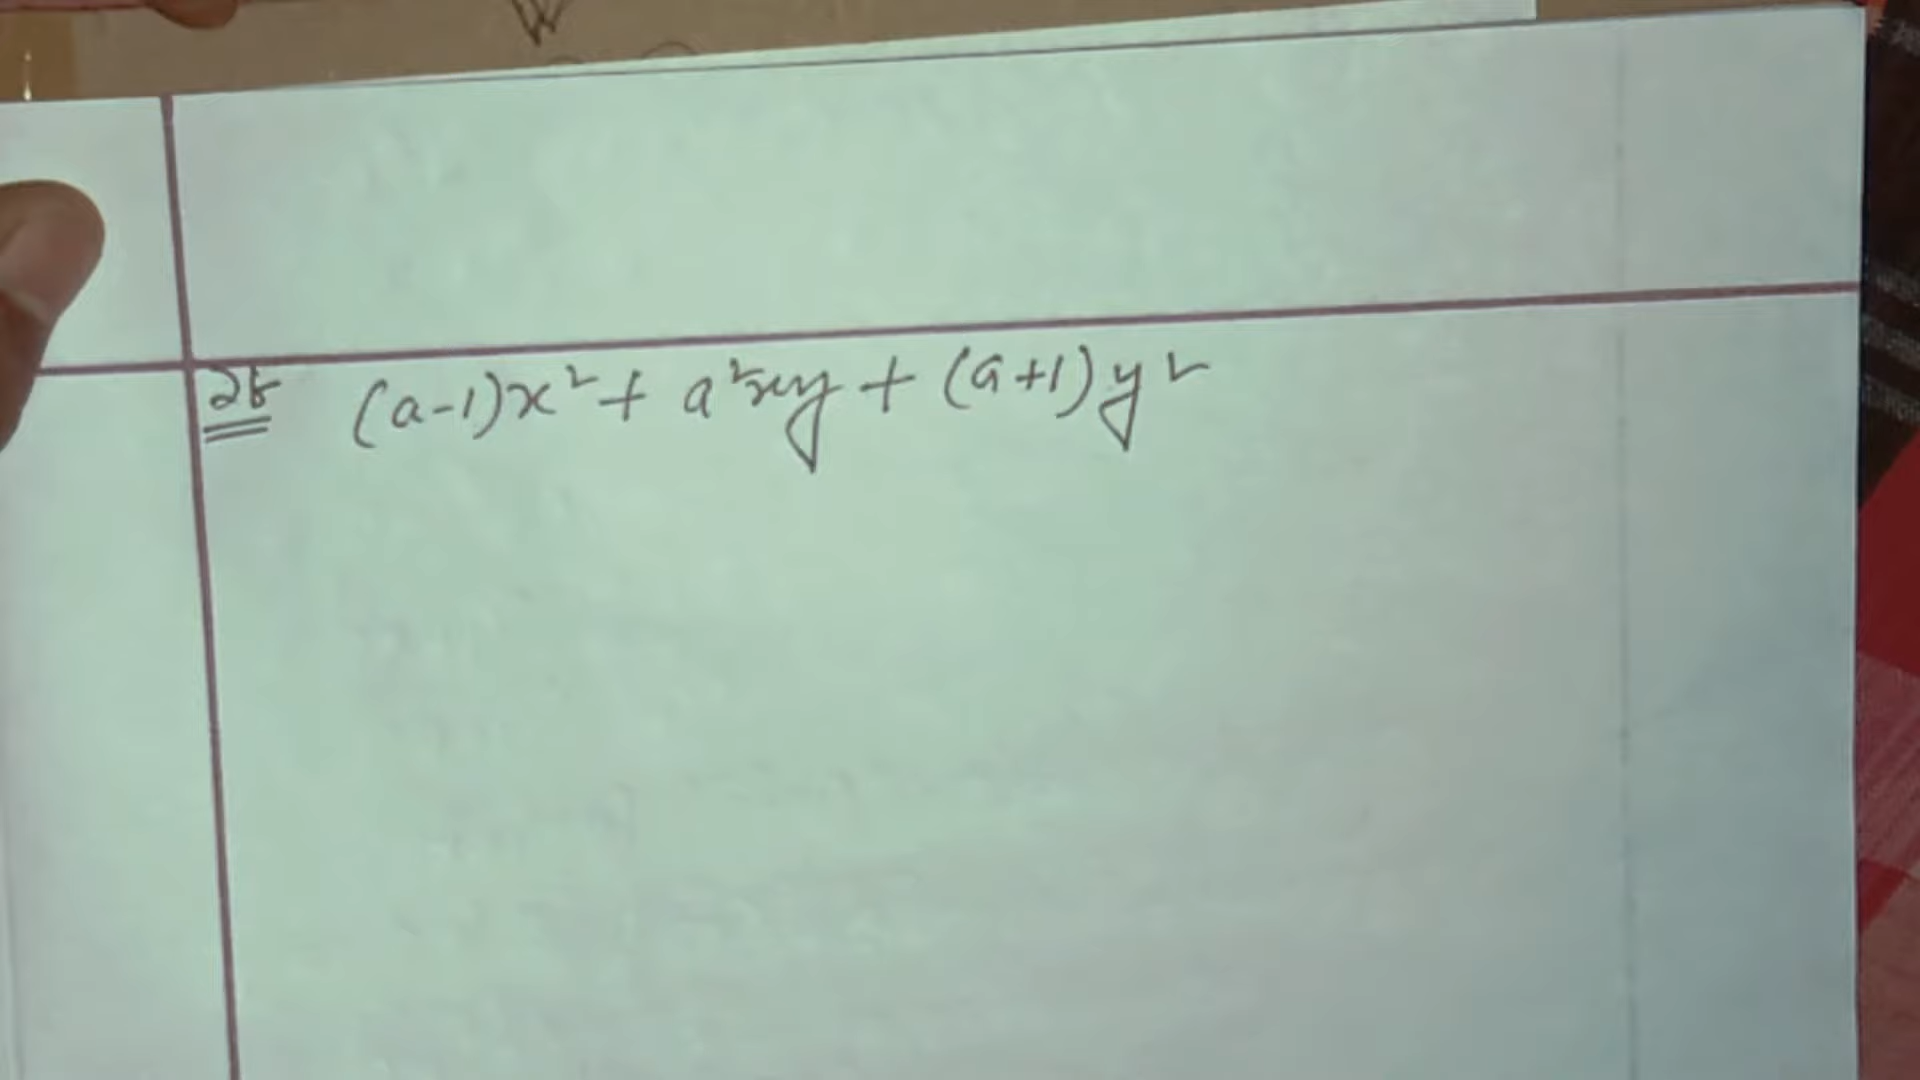 26 (a-1)x² + a²xy + (a+1)y²